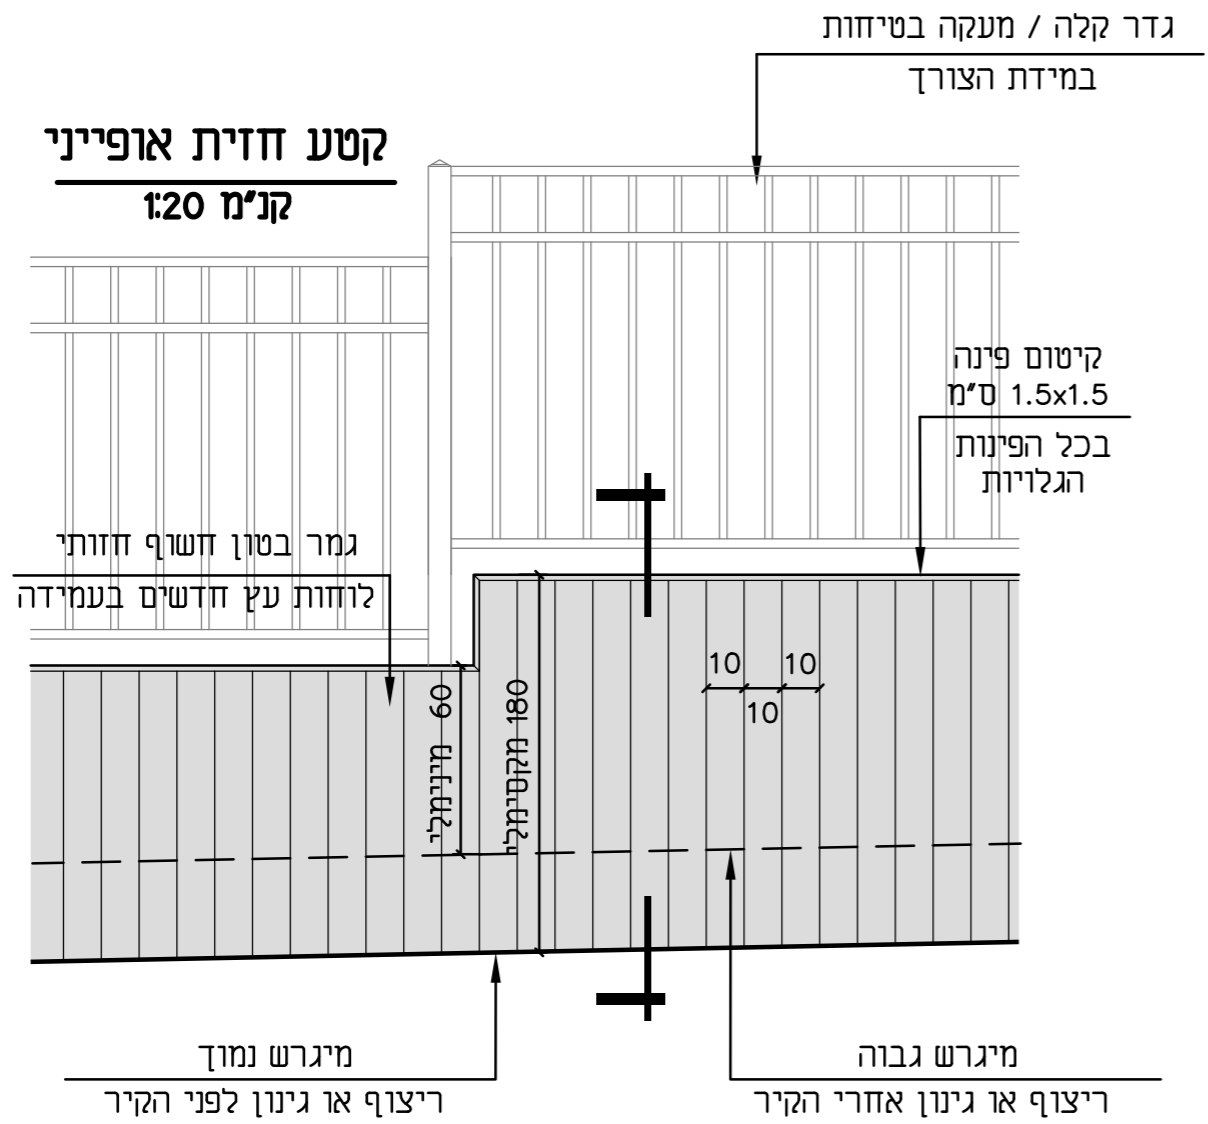 גדר קלה / מעקה בטיחות
במידת הצורך
קטע חזית אופייני
קנ"מ 1:20
קיטום פינה
1.5x1.5 ס"מ
בכל הפינות
הגלויות
גמר בטון חשוף חזותי
לוחות עץ חדשים בעמידה
10
10
10
60 מינימלי
180 מקסימלי
מיגרש גבוה
ריצוף או גינון אחרי הקיר
מיגרש נמוך
ריצוף או גינון לפני הקיר